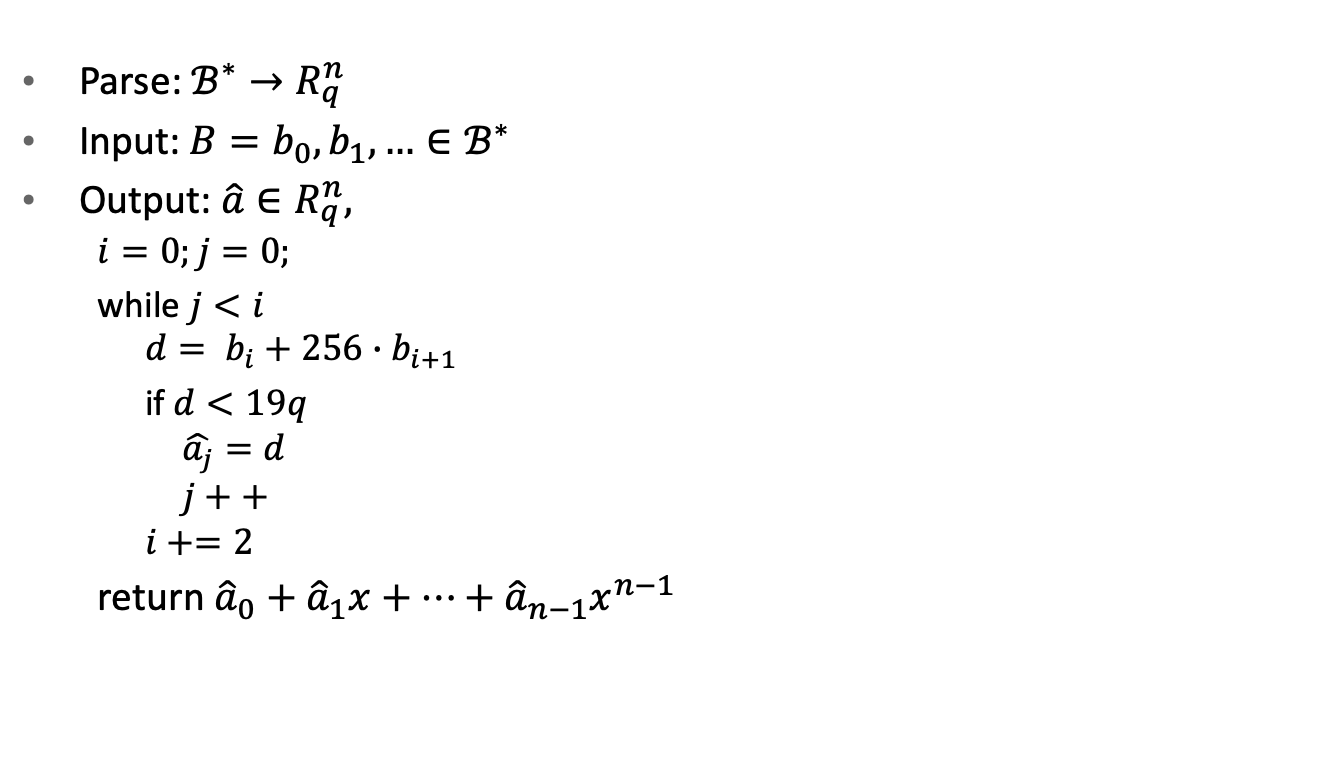 • Parse: ℬ* → R_q^n
• Input: B = b_0, b_1, … ∈ ℬ*
• Output: â ∈ R_q^n,
i = 0; j = 0;
while j < i
d = b_i + 256 · b_{i+1}
if d < 19q
â_j = d
j + +
i += 2
return â_0 + â_1x + ⋯ + â_{n−1}x^{n−1}